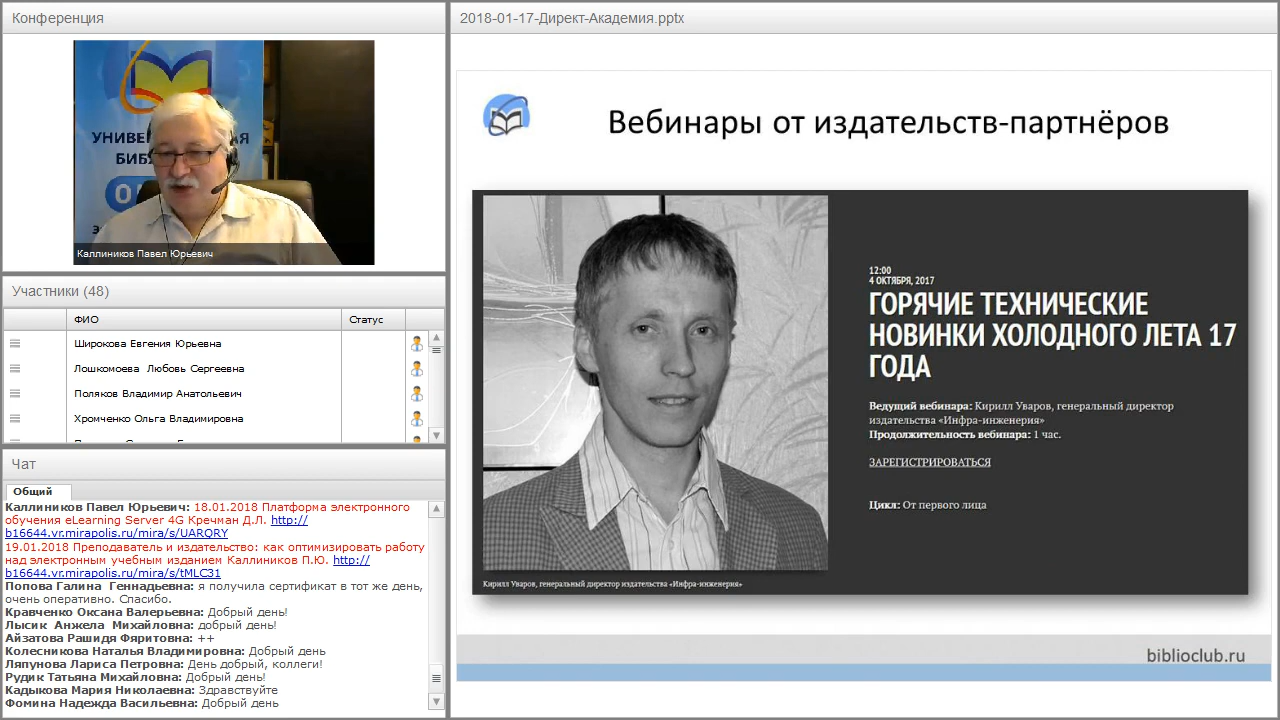 Конференция
УНИВЕ
АЯ
БИБЛ
Каллиников Павел Юрьевич
Участники (48)
ФИО
Статус
Широкова Евгения Юрьевна
Лошкомоева Любовь Сергеевна
Поляков Владимир Анатольевич
Хромченко Ольга Владимировна
Чат
Общий
Каллиников Павел Юрьевич: 18.01.2018 Платформа электронного
обучения eLearning Server 4G Кречман Д.Л. http://
b16644.vr.mirapolis.ru/mira/s/UARQRY
19.01.2018 Преподаватель и издательство: как оптимизировать работу
над электронным учебным изданием Каллиников П.Ю. http://
b16644.vr.mirapolis.ru/mira/s/tMLC31
Попова Галина Геннадьевна: я получила сертификат в тот же день,
очень оперативно. Спасибо.
Кравченко Оксана Валерьевна: Добрый день!
Лысик Анжела Михайловна: добрый день!
Айзатова Рашидя Фяритовна: ++
Колесникова Наталья Владимировна: Добрый день
Ляпунова Лариса Петровна: День добрый, коллеги!
Рудик Татьяна Михайловна: Добрый день!
Кадыкова Мария Николаевна: Здравствуйте
Фомина Надежда Васильевна: Добрый день
2018-01-17-Директ-Академия.pptx
Вебинары от издательств-партнёров
12:00
4 ОКТЯБРЯ, 2017
ГОРЯЧИЕ ТЕХНИЧЕСКИЕ
НОВИНКИ ХОЛОДНОГО ЛЕТА 17
ГОДА
Ведущий вебинара: Кирилл Уваров, генеральный директор
издательства «Инфра-инженерия»
Продолжительность вебинара: 1 час.
ЗАРЕГИСТРИРОВАТЬСЯ
Цикл: От первого лица
Кирилл Уваров, генеральный директор издательства «Инфра-инженерия»
biblioclub.ru